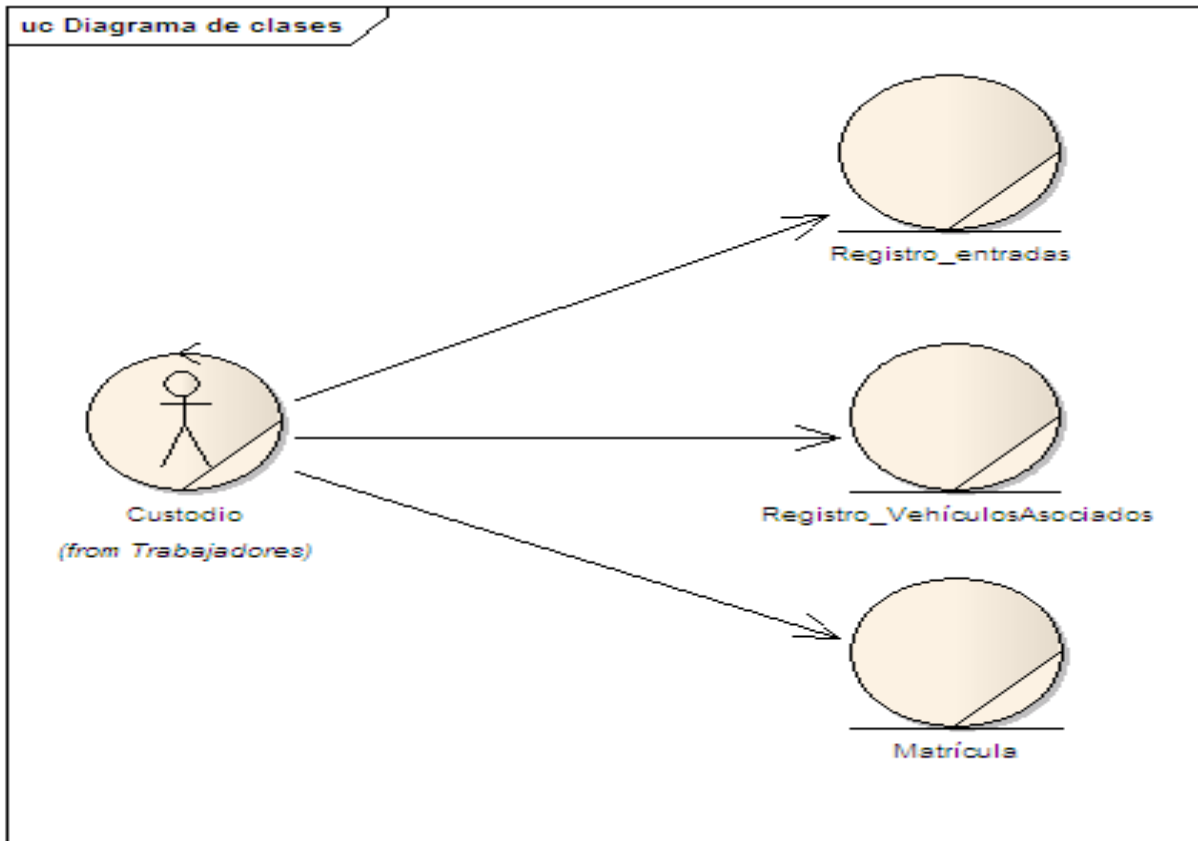 uc Diagrama de clases
Registro_entradas
Custodio
(from Trabajadores)
Registro_VehículosAsociados
Matrícula